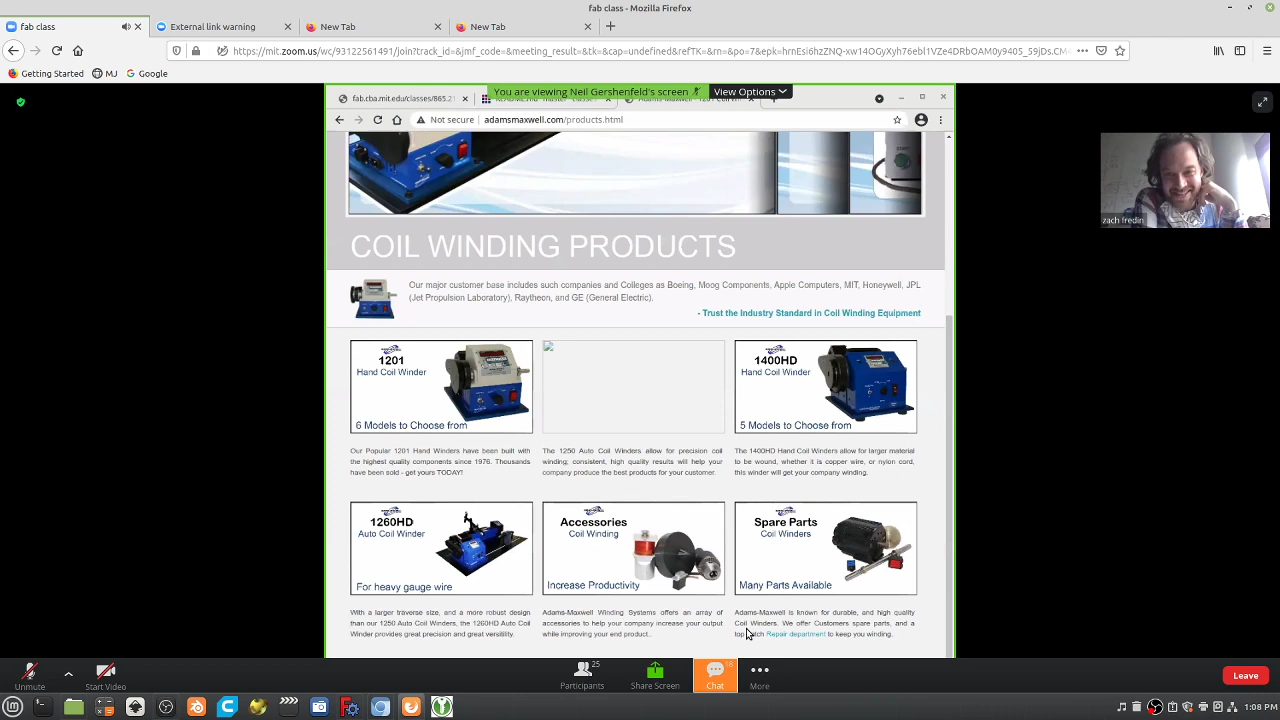 fab class - Mozilla Firefox
fab class
External link warning
New Tab
New Tab
https://mit.zoom.us/wc/93122561491/join?track_id=&jmf_code=&meeting_result=&tk=&cap=undefined&refTK=&rn=&po=7&epk=
Getting Started
MJ
Google
You are viewing Neil Gershenfeld's screen
View Options
fab.cba.mit.edu/classes/865.21
Not secure
adamsmaxwell.com/products.html
zach fredin
COIL WINDING PRODUCTS
Our major customer base includes such companies and Colleges as Boeing, Moog Components, Apple Computers, MIT, Honeywell, JPL
(Jet Propulsion Laboratory), Raytheon, and GE (General Electric).
- Trust the Industry Standard in Coil Winding Equipment
1201
Hand Coil Winder
6 Models to Choose from
1400HD
Hand Coil Winder
5 Models to Choose from
Our Popular 1201 Hand Winders have been built with
the highest quality components since 1976. Thousands
have been sold - get yours TODAY!
The 1250 Auto Coil Winders allow for precision coil
winding; consistent, high quality results will help your
company produce the best products for your customer.
The 1400HD Hand Coil Winders allow for larger material
to be wound, whether it is copper wire, or nylon cord,
this winder will get your company winding.
1260HD
Auto Coil Winder
For heavy gauge wire
Accessories
Coil Winding
Increase Productivity
Spare Parts
Coil Winders
Many Parts Available
With a larger traverse size, and a more robust design
than our 1250 Auto Coil Winders, the 1260HD Auto Coil
Winder provides great precision and great versitility.
Adams-Maxwell Winding Systems offers an array of
accessories to help your company increase your output
while improving your end product..
Adams-Maxwell is known for durable, and high quality
Coil Winders. We offer Customers spare parts, and a
Repair department to keep you winding.
Unmute
Start Video
Participants
25
Share Screen
Chat
More
Leave
1:08 PM